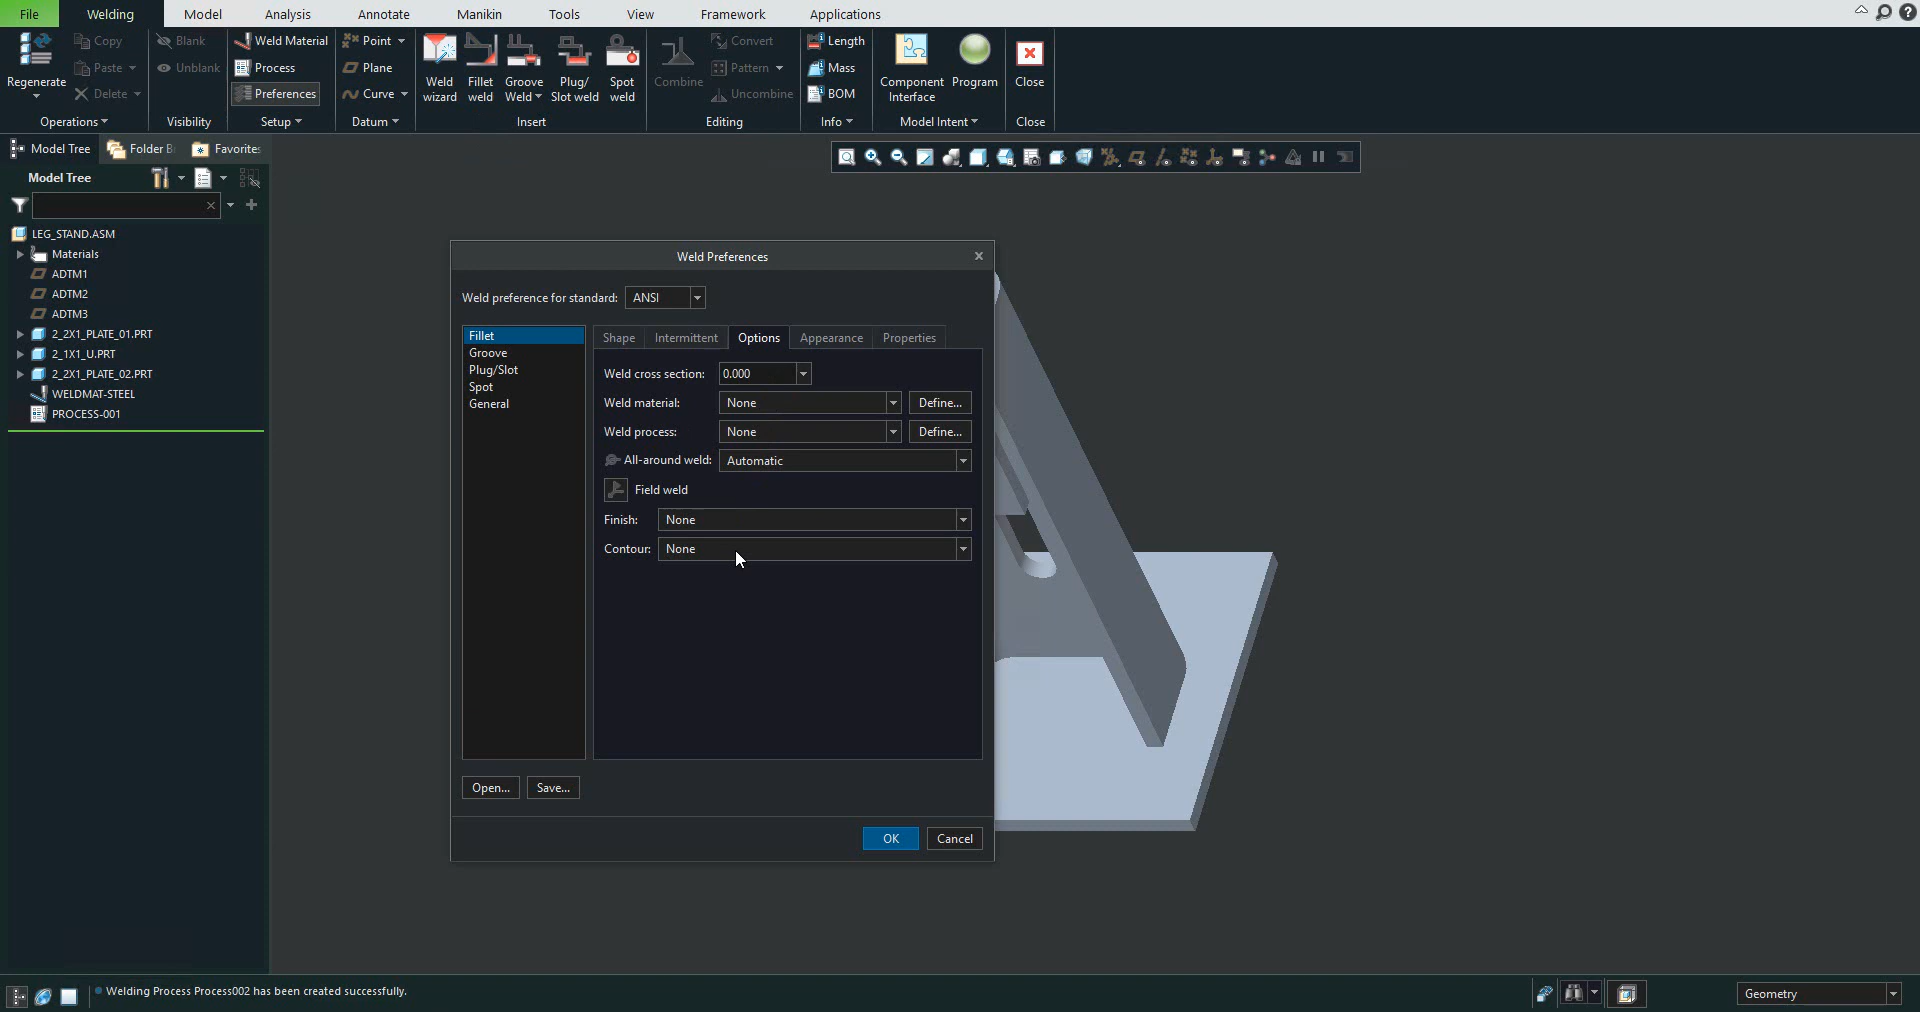 File Welding Model Analysis Annotate Manikin Tools View Framework Applications
Regenerate
Operations
Copy
Paste
Delete
Blank
Unblank
Visibility
Weld Material
Process
Preferences
Setup
Point
Plane
Curve
Datum
Weld wizard
Fillet weld
Groove Weld
Plug/ Slot weld
Spot weld
Insert
Combine
Convert
Pattern
Uncombine
Editing
Length
Mass
BOM
Info
Component Interface
Program
Model Intent
Close
Close
Model Tree Folder B Favorites
Model Tree
LEG_STAND.ASM
Materials
ADTM1
ADTM2
ADTM3
2_2X1_PLATE_01.PRT
2_1X1_U.PRT
2_2X1_PLATE_02.PRT
WELDMAT-STEEL
PROCESS-001
Weld Preferences
Weld preference for standard: ANSI
Fillet
Groove
Plug/Slot
Spot
General
Shape Intermittent Options Appearance Properties
Weld cross section: 0.000
Weld material: None Define...
Weld process: None Define...
All-around weld: Automatic
Field weld
Finish: None
Contour: None
Open... Save...
OK Cancel
Welding Process Process002 has been created successfully.
Geometry